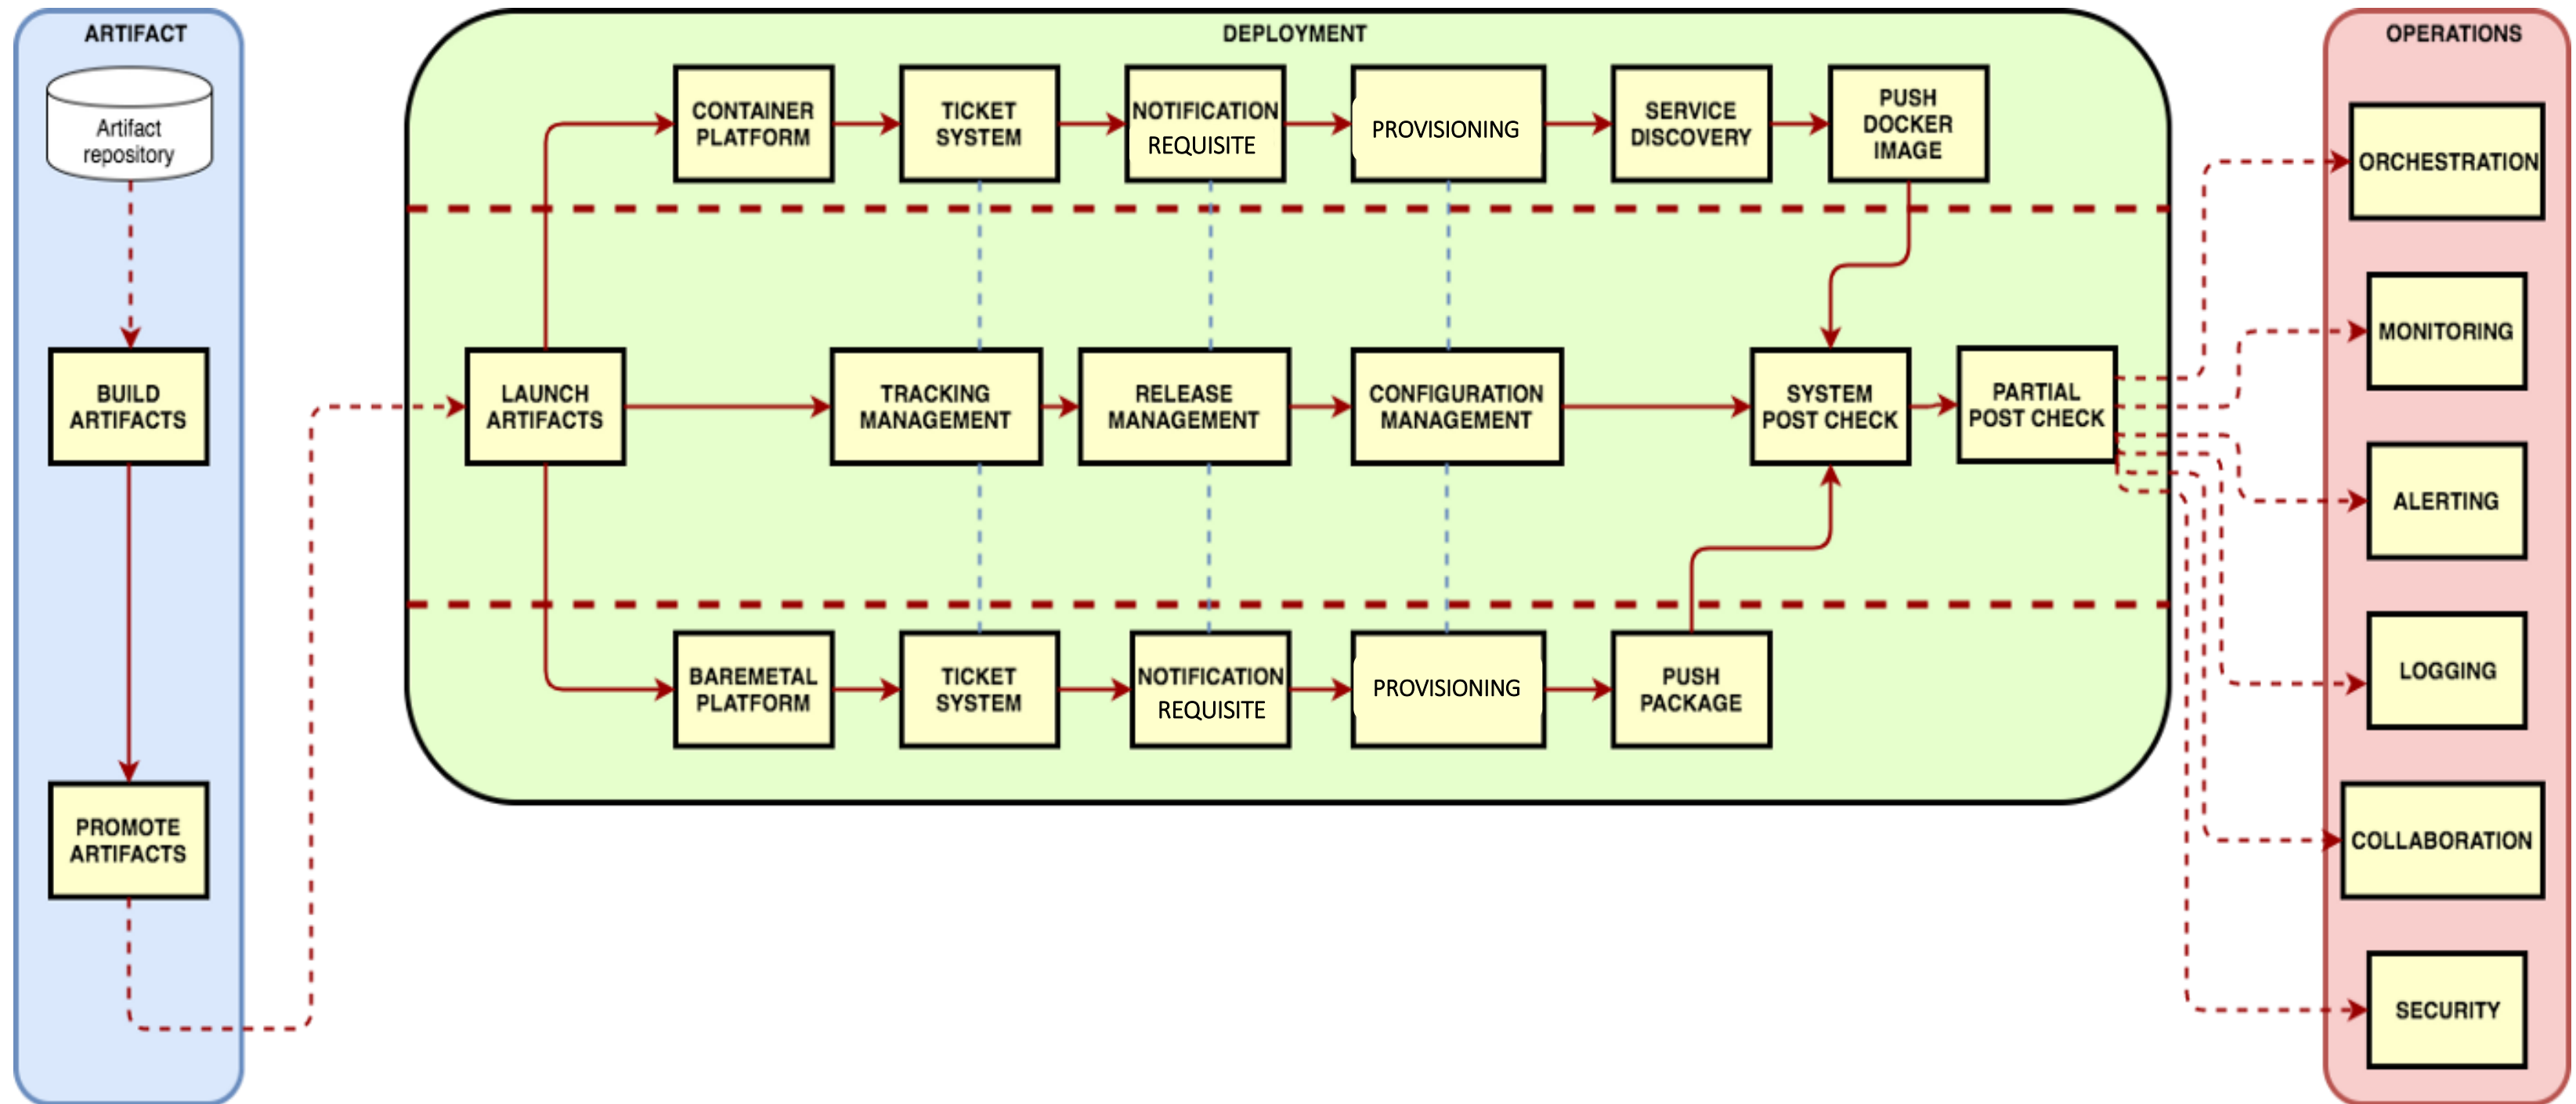 ARTIFACT
Artifact
repository
BUILD
ARTIFACTS
PROMOTE
ARTIFACTS
DEPLOYMENT
CONTAINER
PLATFORM
TICKET
SYSTEM
NOTIFICATION
REQUISITE
PROVISIONING
SERVICE
DISCOVERY
PUSH
DOCKER
IMAGE
LAUNCH
ARTIFACTS
TRACKING
MANAGEMENT
RELEASE
MANAGEMENT
CONFIGURATION
MANAGEMENT
SYSTEM
POST CHECK
PARTIAL
POST CHECK
BAREMETAL
PLATFORM
TICKET
SYSTEM
NOTIFICATION
REQUISITE
PROVISIONING
PUSH
PACKAGE
OPERATIONS
ORCHESTRATION
MONITORING
ALERTING
LOGGING
COLLABORATION
SECURITY